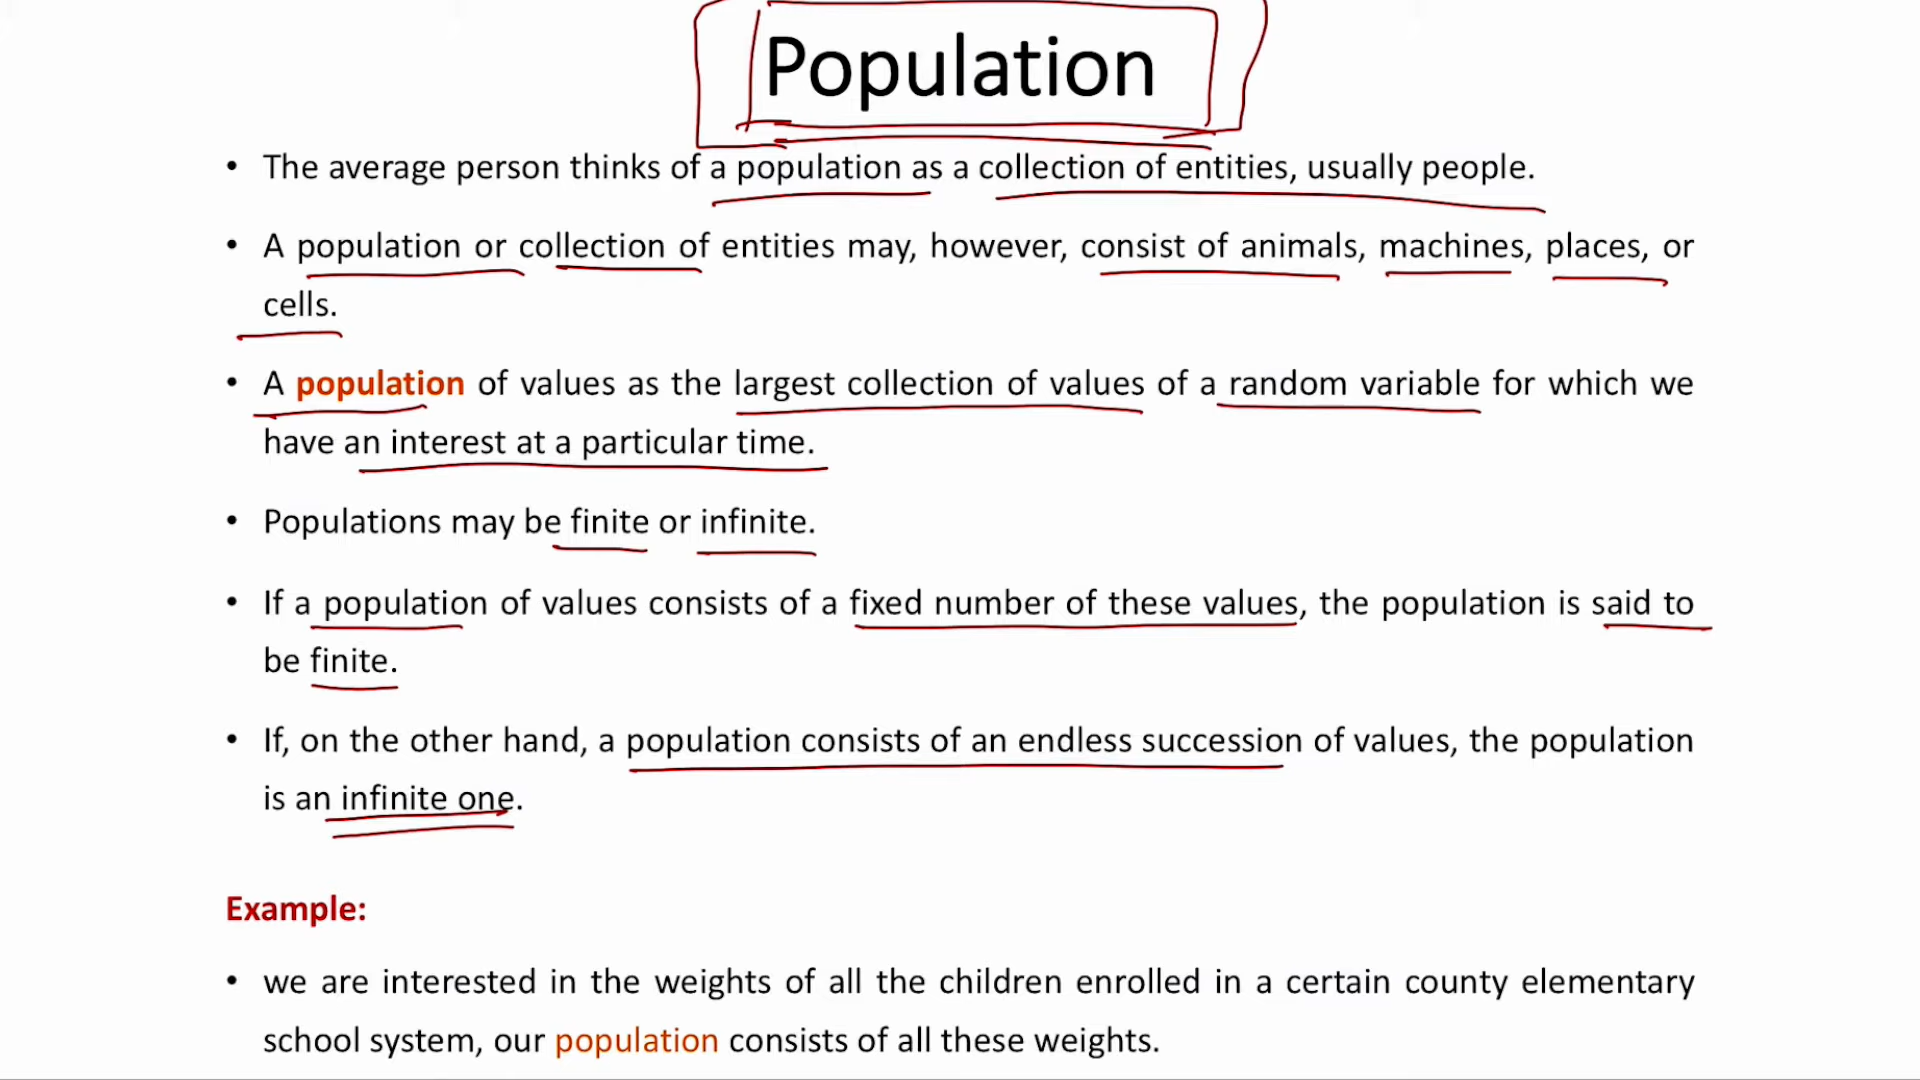 Population
• The average person thinks of a population as a collection of entities, usually people.
• A population or collection of entities may, however, consist of animals, machines, places, or
cells.
• A population of values as the largest collection of values of a random variable for which we
have an interest at a particular time.
• Populations may be finite or infinite.
• If a population of values consists of a fixed number of these values, the population is said to
be finite.
• If, on the other hand, a population consists of an endless succession of values, the population
is an infinite one.
Example:
• we are interested in the weights of all the children enrolled in a certain county elementary
school system, our population consists of all these weights.